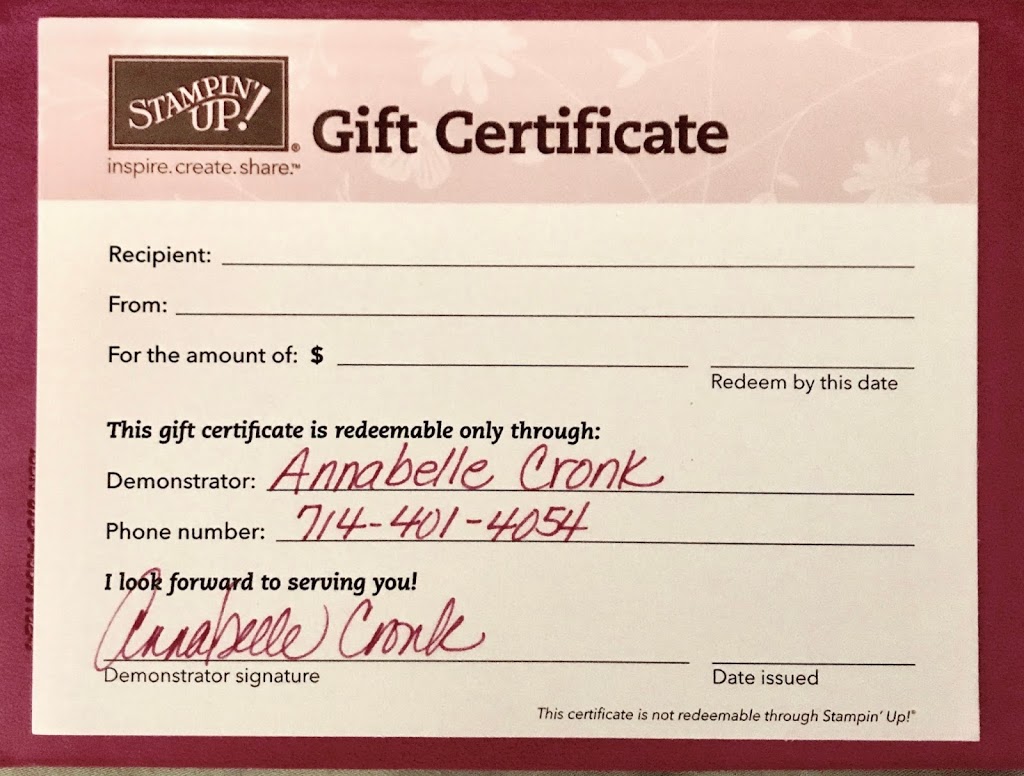 STAMPIN' UP!®
inspire.create.share.™
Gift Certificate
Recipient:
From:
For the amount of: $
Redeem by this date
This gift certificate is redeemable only through:
Demonstrator: Annabelle Cronk
Phone number: 714-401-4054
I look forward to serving you!
Annabelle Cronk
Demonstrator signature
Date issued
This certificate is not redeemable through Stampin' Up!®